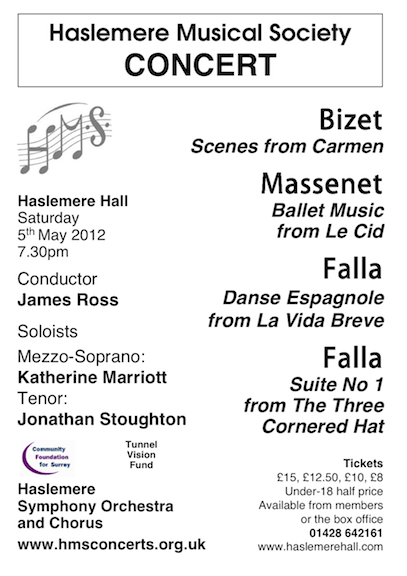 Haslemere Musical Society
CONCERT
HMS
Haslemere Hall
Saturday
5th May 2012
7.30pm
Conductor
James Ross
Soloists
Mezzo-Soprano:
Katherine Marriott
Tenor:
Jonathan Stoughton
Community
Foundation
for Surrey
Tunnel
Vision
Fund
Haslemere
Symphony Orchestra
and Chorus
www.hmsconcerts.org.uk
Bizet
Scenes from Carmen
Massenet
Ballet Music
from Le Cid
Falla
Danse Espagnole
from La Vida Breve
Falla
Suite No 1
from The Three
Cornered Hat
Tickets
£15, £12.50, £10, £8
Under-18 half price
Available from members
or the box office
01428 642161
www.haslemerehall.com